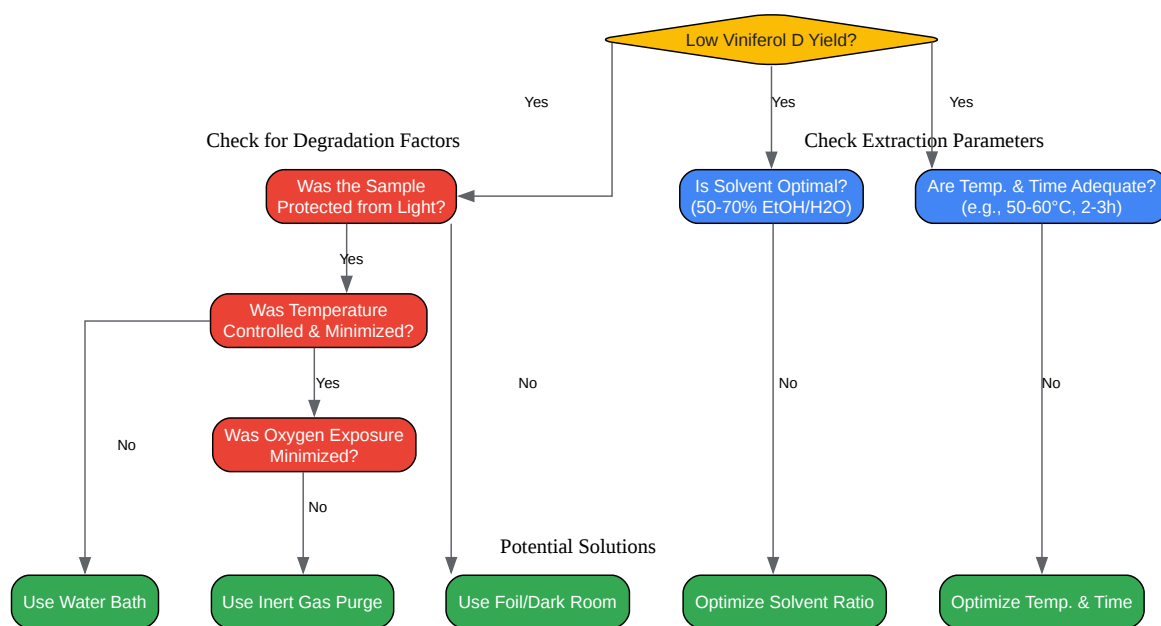 Low Viniferol D Yield?
Yes
Yes
Yes
Check for Degradation Factors
Check Extraction Parameters
Was the Sample
Protected from Light?
Is Solvent Optimal?
(50-70% EtOH/H2O)
Are Temp. & Time Adequate?
(e.g., 50-60°C, 2-3h)
Yes
Was Temperature
Controlled & Minimized?
Yes
No
No
No
Was Oxygen Exposure
Minimized?
No
No
Potential Solutions
Use Water Bath
Use Inert Gas Purge
Use Foil/Dark Room
Optimize Solvent Ratio
Optimize Temp. & Time